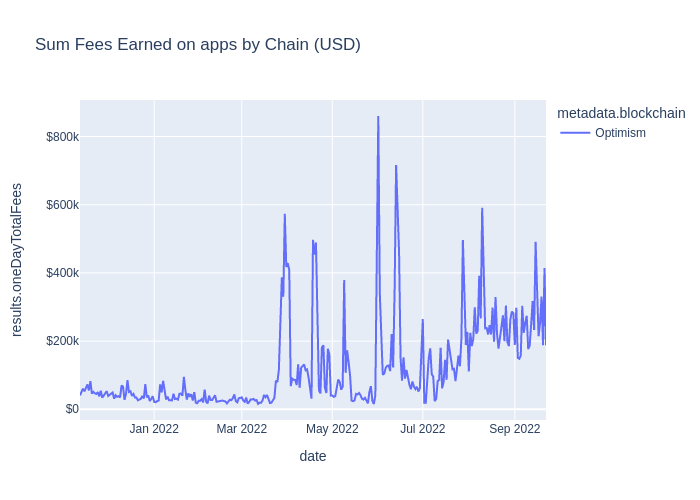 Sum Fees Earned on apps by Chain (USD)
metadata.blockchain
Optimism
results.oneDayTotalFees
$800k
$600k
$400k
$200k
$0
Jan 2022
Mar 2022
May 2022
Jul 2022
Sep 2022
date